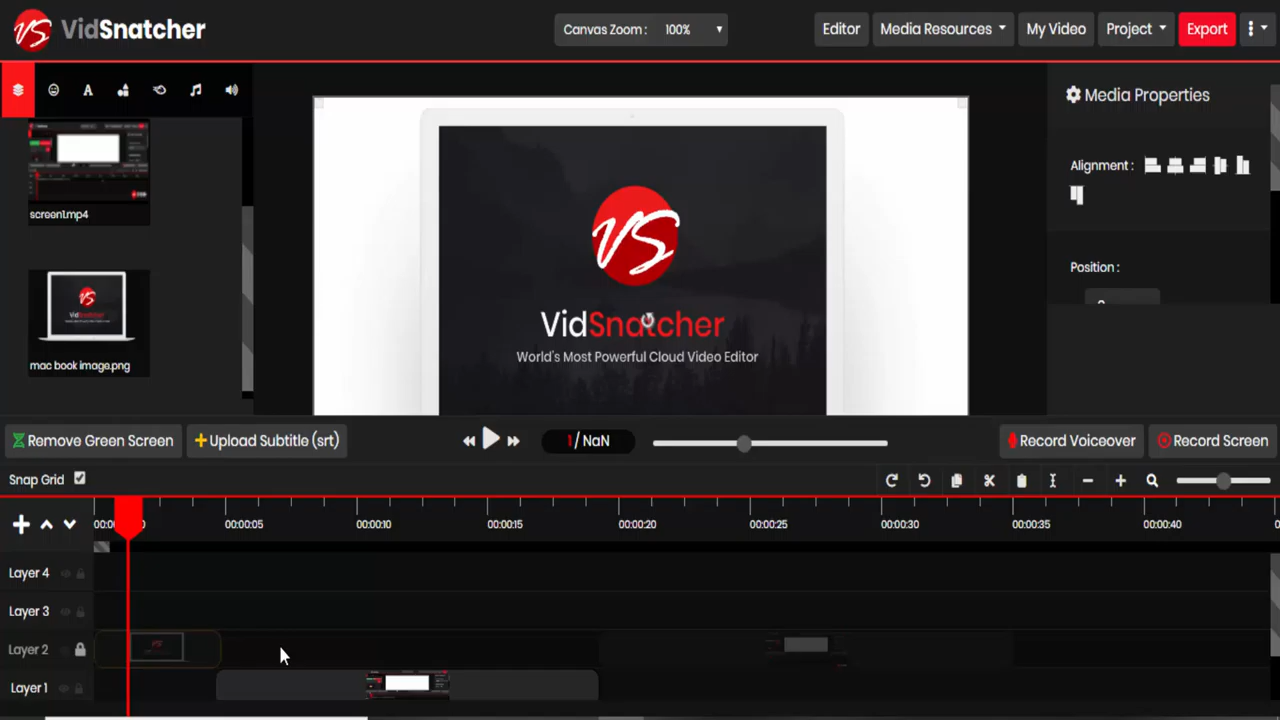 VS VidSnatcher
Canvas Zoom : 100%
Editor
Media Resources
My Video
Project
Export
A
Media Properties
Alignment :
Position :
screen1.mp4
mac book image.png
VS
VidSnatcher
World's Most Powerful Cloud Video Editor
Remove Green Screen
Upload Subtitle (srt)
1 / NaN
Record Voiceover
Record Screen
Snap Grid
00:00:05
00:00:10
00:00:15
00:00:20
00:00:25
00:00:30
00:00:35
00:00:40
Layer 4
Layer 3
Layer 2
Layer 1